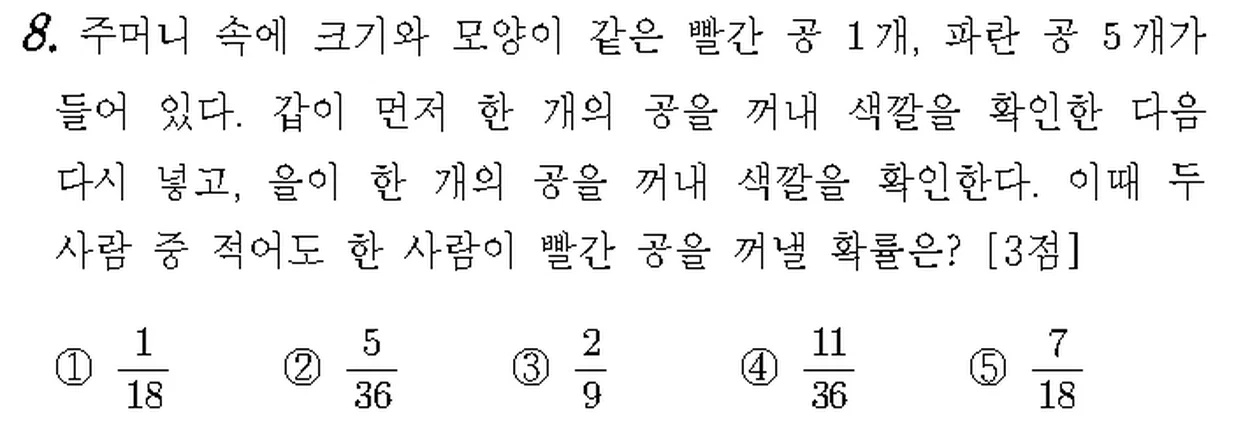 8. 주머니 속에 크기와 모양이 같은 빨간 공 1개, 파란 공 5개가
들어 있다. 갑이 먼저 한 개의 공을 꺼내 색깔을 확인한 다음
다시 넣고, 을이 한 개의 공을 꺼내 색깔을 확인한다. 이때 두
사람 중 적어도 한 사람이 빨간 공을 꺼낼 확률은? [3점]
① 1/18 ② 5/36 ③ 2/9 ④ 11/36 ⑤ 7/18